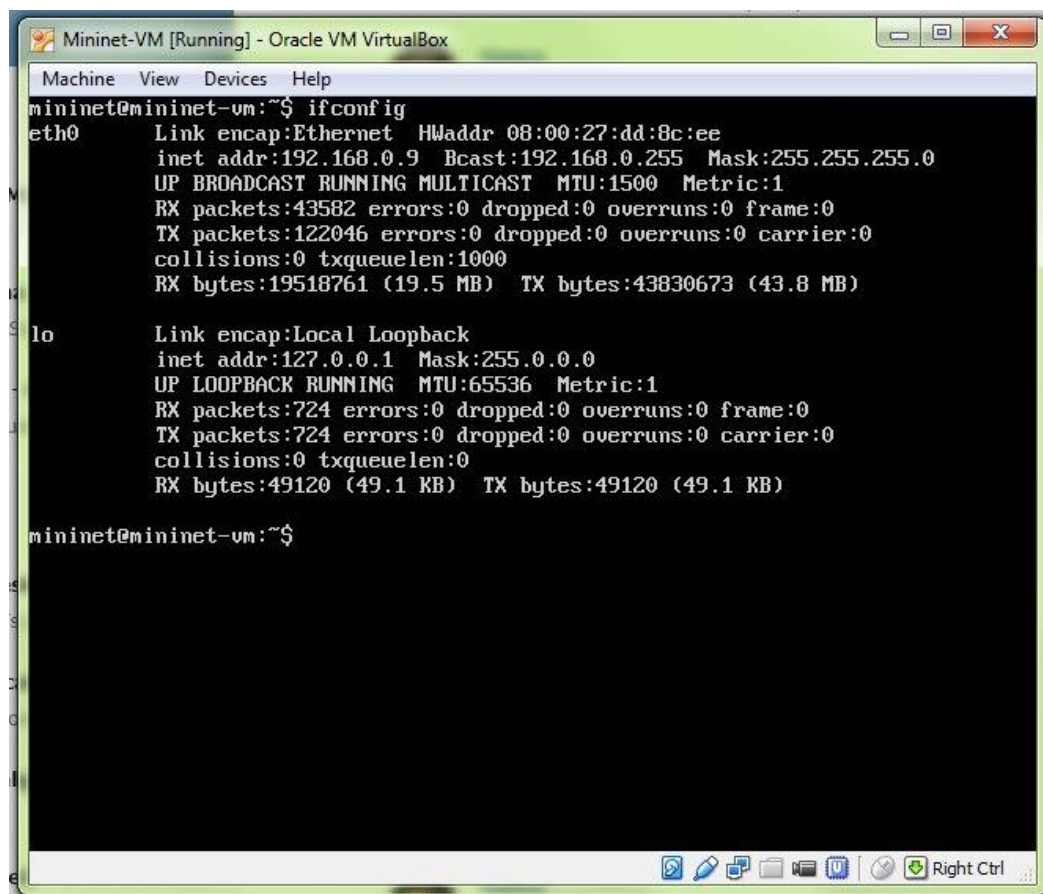 Mininet-VM [Running] - Oracle VM VirtualBox
Machine View Devices Help
mininet@mininet-vm:~$ ifconfig
eth0 Link encap:Ethernet HWaddr 08:00:27:dd:8c:ee
inet addr:192.168.0.9 Bcast:192.168.0.255 Mask:255.255.255.0
UP BROADCAST RUNNING MULTICAST MTU:1500 Metric:1
RX packets:43582 errors:0 dropped:0 overruns:0 frame:0
TX packets:122046 errors:0 dropped:0 overruns:0 carrier:0
collisions:0 txqueuelen:1000
RX bytes:19518761 (19.5 MB) TX bytes:43830673 (43.8 MB)
lo Link encap:Local Loopback
inet addr:127.0.0.1 Mask:255.0.0.0
UP LOOPBACK RUNNING MTU:65536 Metric:1
RX packets:724 errors:0 dropped:0 overruns:0 frame:0
TX packets:724 errors:0 dropped:0 overruns:0 carrier:0
collisions:0 txqueuelen:0
RX bytes:49120 (49.1 KB) TX bytes:49120 (49.1 KB)
mininet@mininet-vm:~$
Right Ctrl